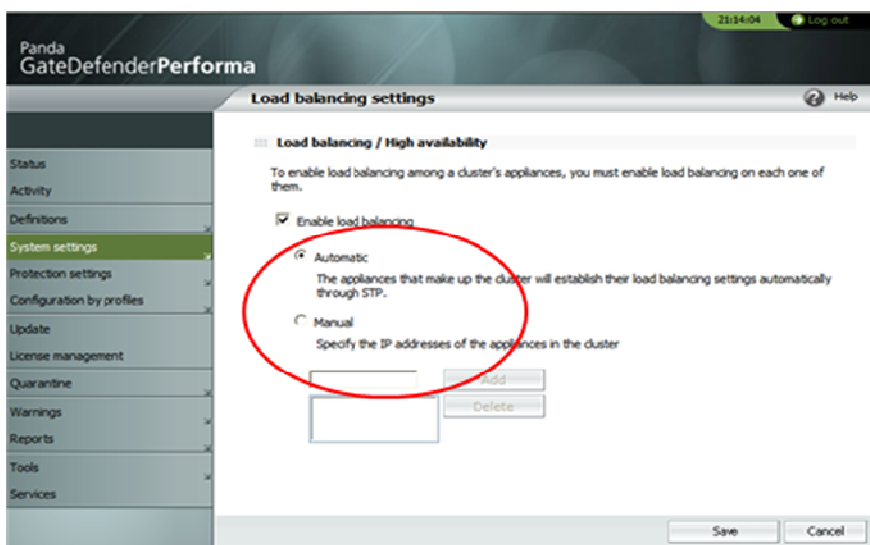 21:14:04 Log out
Panda
GateDefenderPerforma
Load balancing settings Help
Load balancing / High availability
To enable load balancing among a cluster's appliances, you must enable load balancing on each one of
them.
Enable load balancing
Automatic
The appliances that make up the cluster will establish their load balancing settings automatically
through STP.
Manual
Specify the IP addresses of the appliances in the cluster
Add
Delete
Status
Activity
Definitions
System settings
Protection settings
Configuration by profiles
Update
License management
Quarantine
Warnings
Reports
Tools
Services
Save Cancel